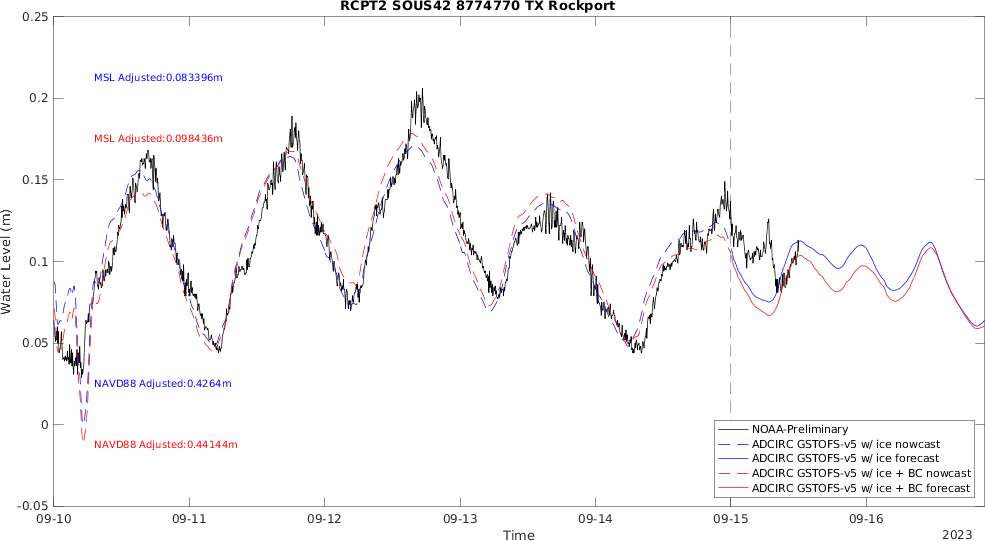 RCPT2 SOUS42 8774770 TX Rockport
0.25
0.2
0.15
0.1
0.05
0
-0.05
Water Level (m)
MSL Adjusted:0.083396m
MSL Adjusted:0.098436m
NAVD88 Adjusted:0.4264m
NAVD88 Adjusted:0.44144m
NOAA-Preliminary
ADCIRC GSTOFS-v5 w/ ice nowcast
ADCIRC GSTOFS-v5 w/ ice forecast
ADCIRC GSTOFS-v5 w/ ice + BC nowcast
ADCIRC GSTOFS-v5 w/ ice + BC forecast
09-10 09-11 09-12 09-13 09-14 09-15 09-16
Time
2023